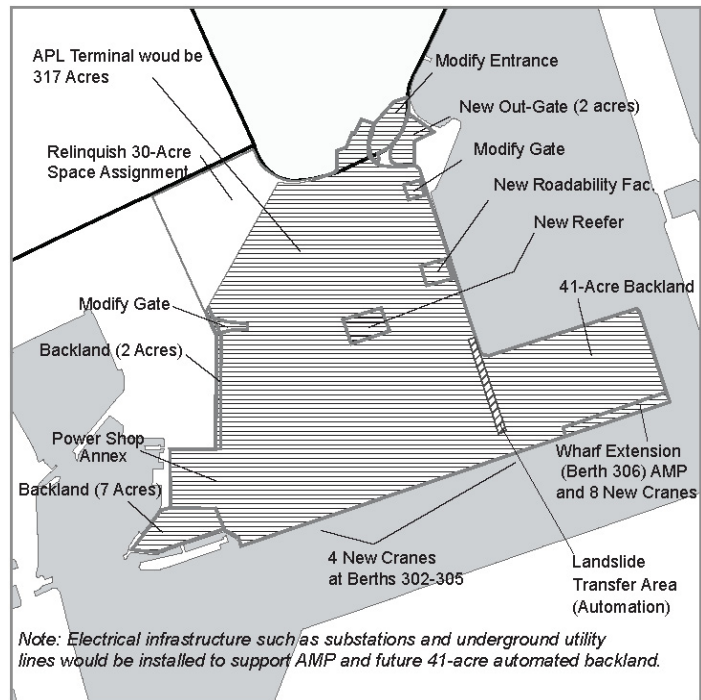 APL Terminal woud be
317 Acres
Modify Entrance
New Out-Gate (2 acres)
Relinquish 30-Acre
Space Assignment
Modify Gate
New Roadability Fac.
New Reefer
41-Acre Backland
Modify Gate
Backland (2 Acres)
Power Shop
Annex
Backland (7 Acres)
Wharf Extension
(Berth 306) AMP
and 8 New Cranes
4 New Cranes
at Berths 302-305
Landslide
Transfer Area
(Automation)
Note: Electrical infrastructure such as substations and underground utility
lines would be installed to support AMP and future 41-acre automated backland.